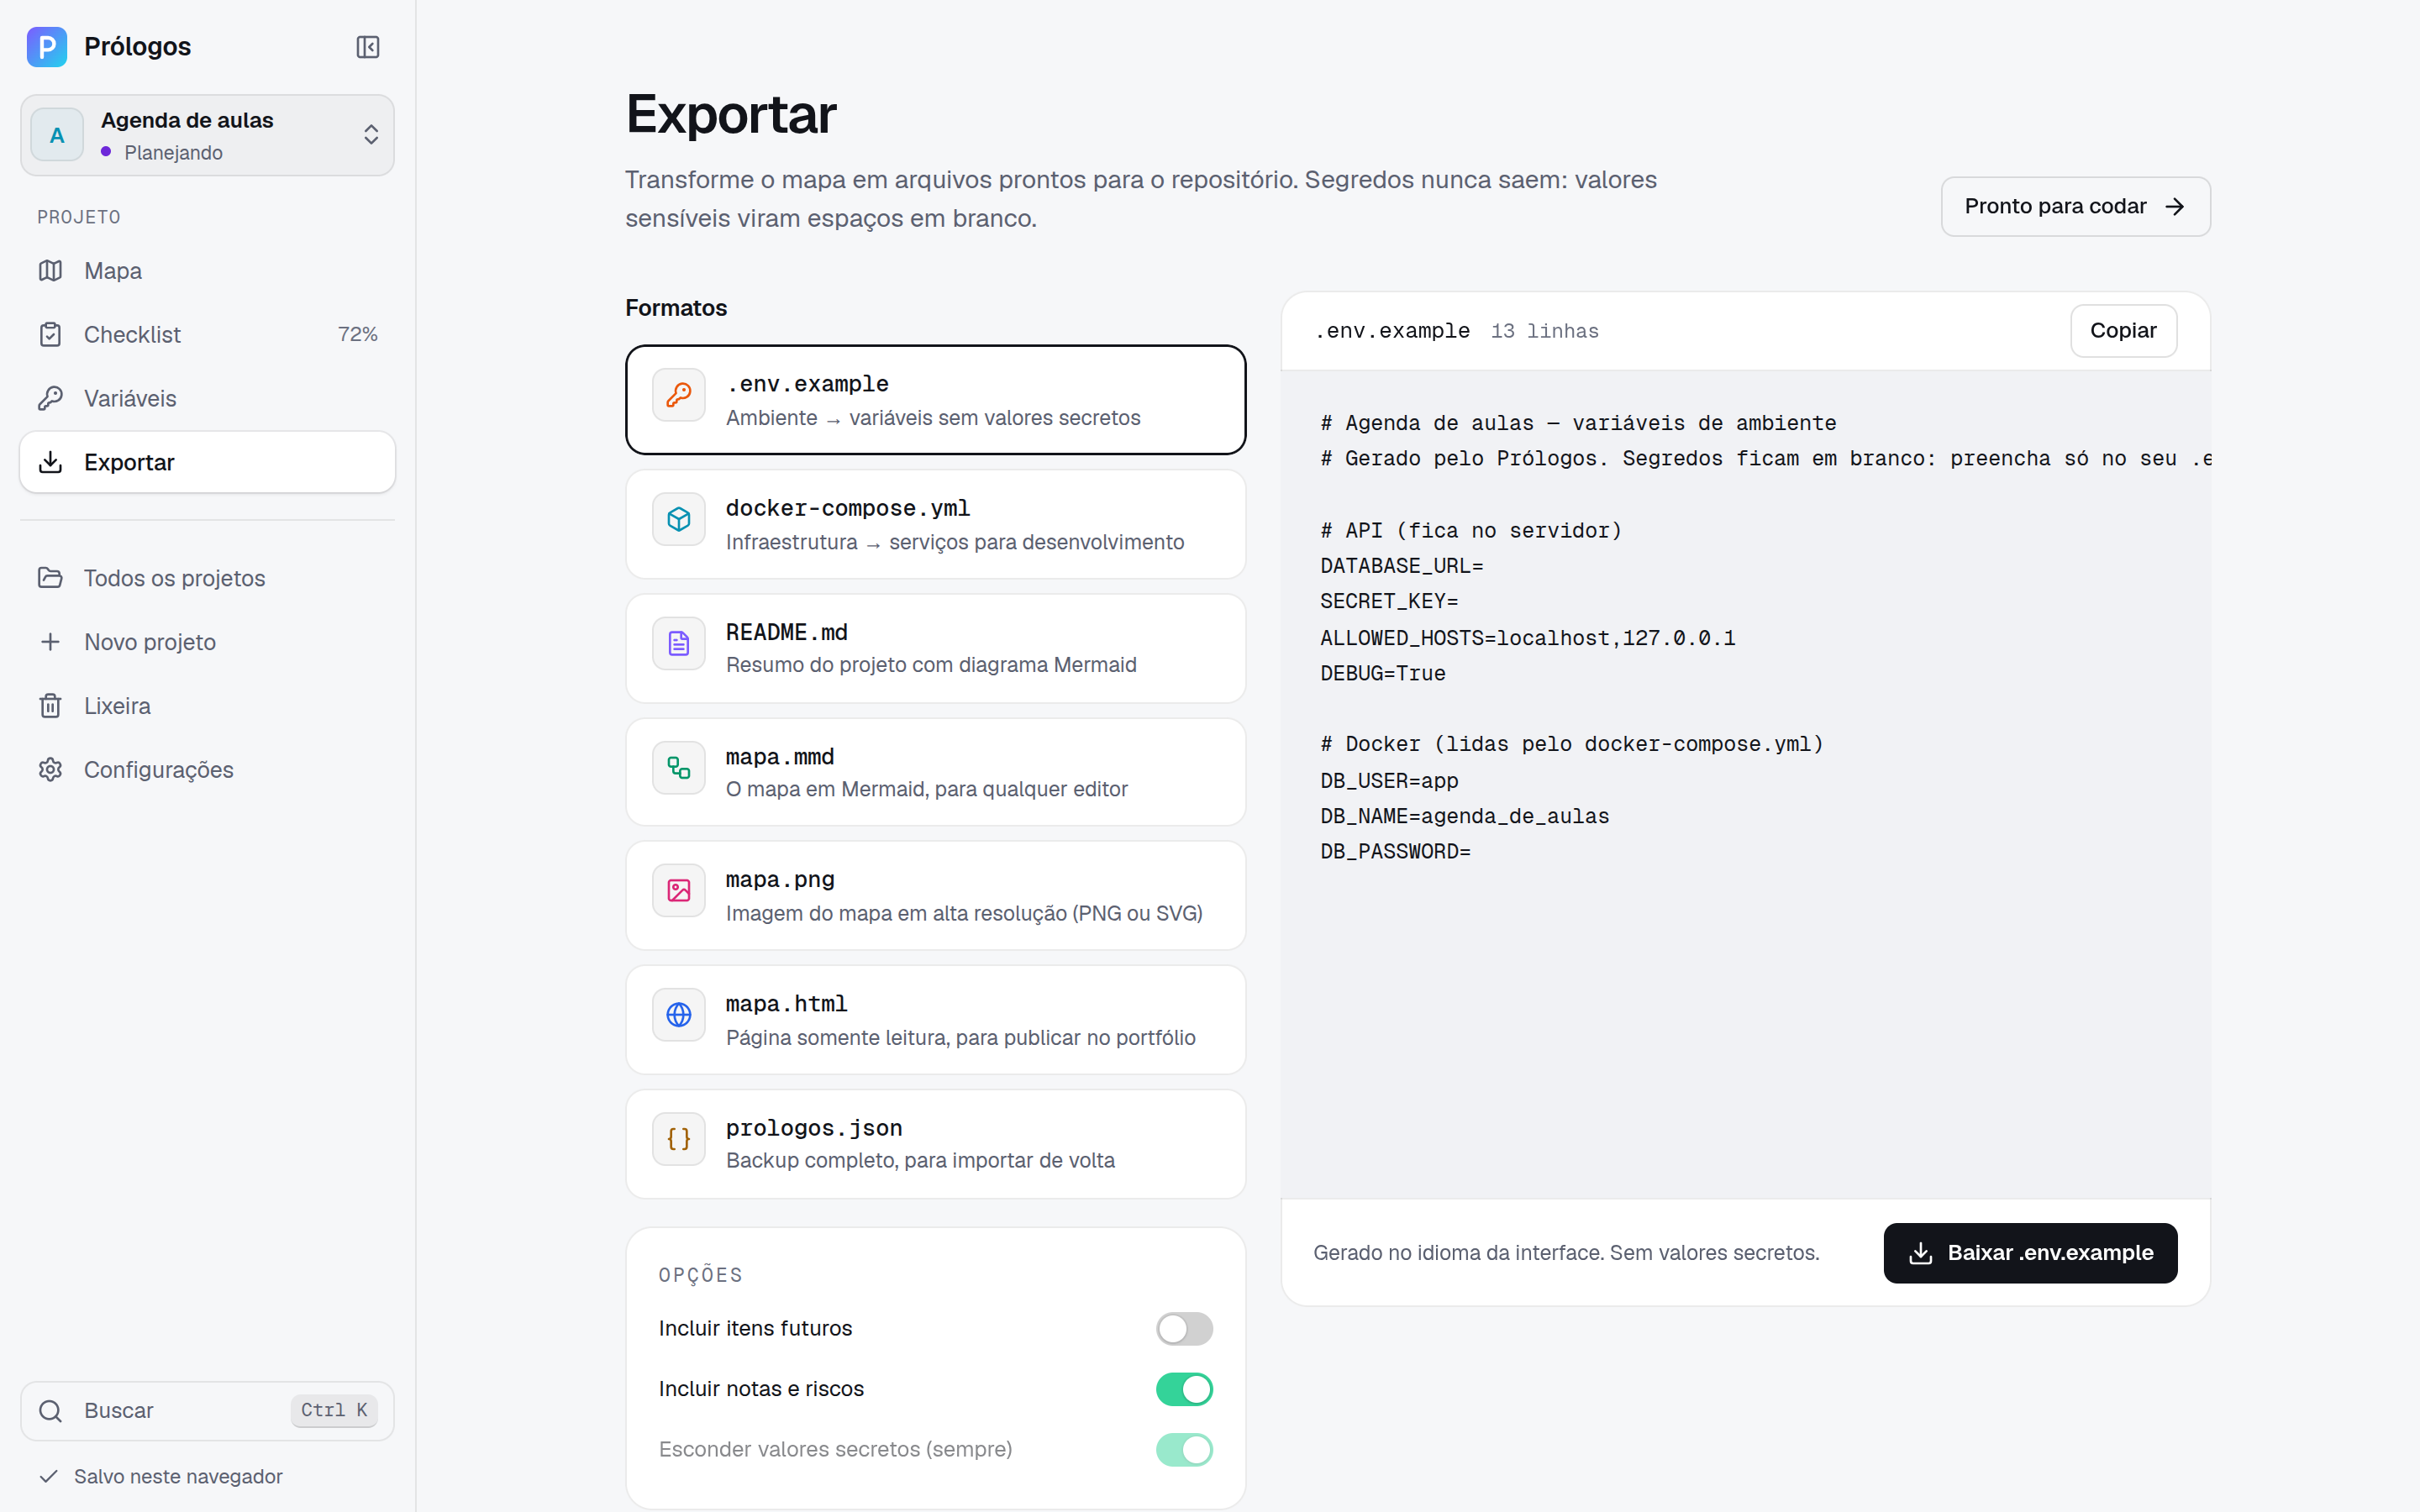 Prólogos
A
Agenda de aulas
Planejando
PROJETO
Mapa
Checklist 72%
Variáveis
Exportar
Todos os projetos
Novo projeto
Lixeira
Configurações
Buscar Ctrl K
Salvo neste navegador
Exportar
Transforme o mapa em arquivos prontos para o repositório. Segredos nunca saem: valores
sensíveis viram espaços em branco.
Pronto para codar
Formatos
.env.example
Ambiente → variáveis sem valores secretos
docker-compose.yml
Infraestrutura → serviços para desenvolvimento
README.md
Resumo do projeto com diagrama Mermaid
mapa.mmd
O mapa em Mermaid, para qualquer editor
mapa.png
Imagem do mapa em alta resolução (PNG ou SVG)
mapa.html
Página somente leitura, para publicar no portfólio
prologos.json
Backup completo, para importar de volta
OPÇÕES
Incluir itens futuros
Incluir notas e riscos
Esconder valores secretos (sempre)
.env.example 13 linhas
Copiar
# Agenda de aulas — variáveis de ambiente
# Gerado pelo Prólogos. Segredos ficam em branco: preencha só no seu .e
# API (fica no servidor)
DATABASE_URL=
SECRET_KEY=
ALLOWED_HOSTS=localhost,127.0.0.1
DEBUG=True
# Docker (lidas pelo docker-compose.yml)
DB_USER=app
DB_NAME=agenda_de_aulas
DB_PASSWORD=
Gerado no idioma da interface. Sem valores secretos.
Baixar .env.example